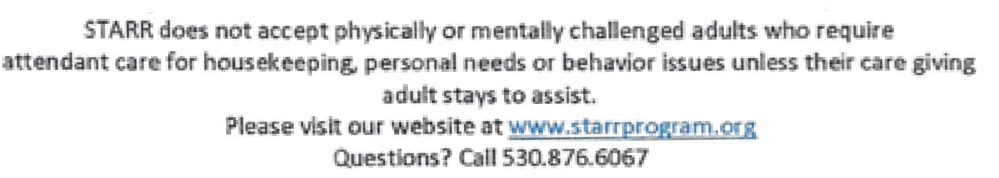 STARR does not accept physically or mentally challenged adults who require
attendant care for housekeeping, personal needs or behavior issues unless their care giving
adult stays to assist.
Please visit our website at www.starrprogram.org
Questions? Call 530.876.6067